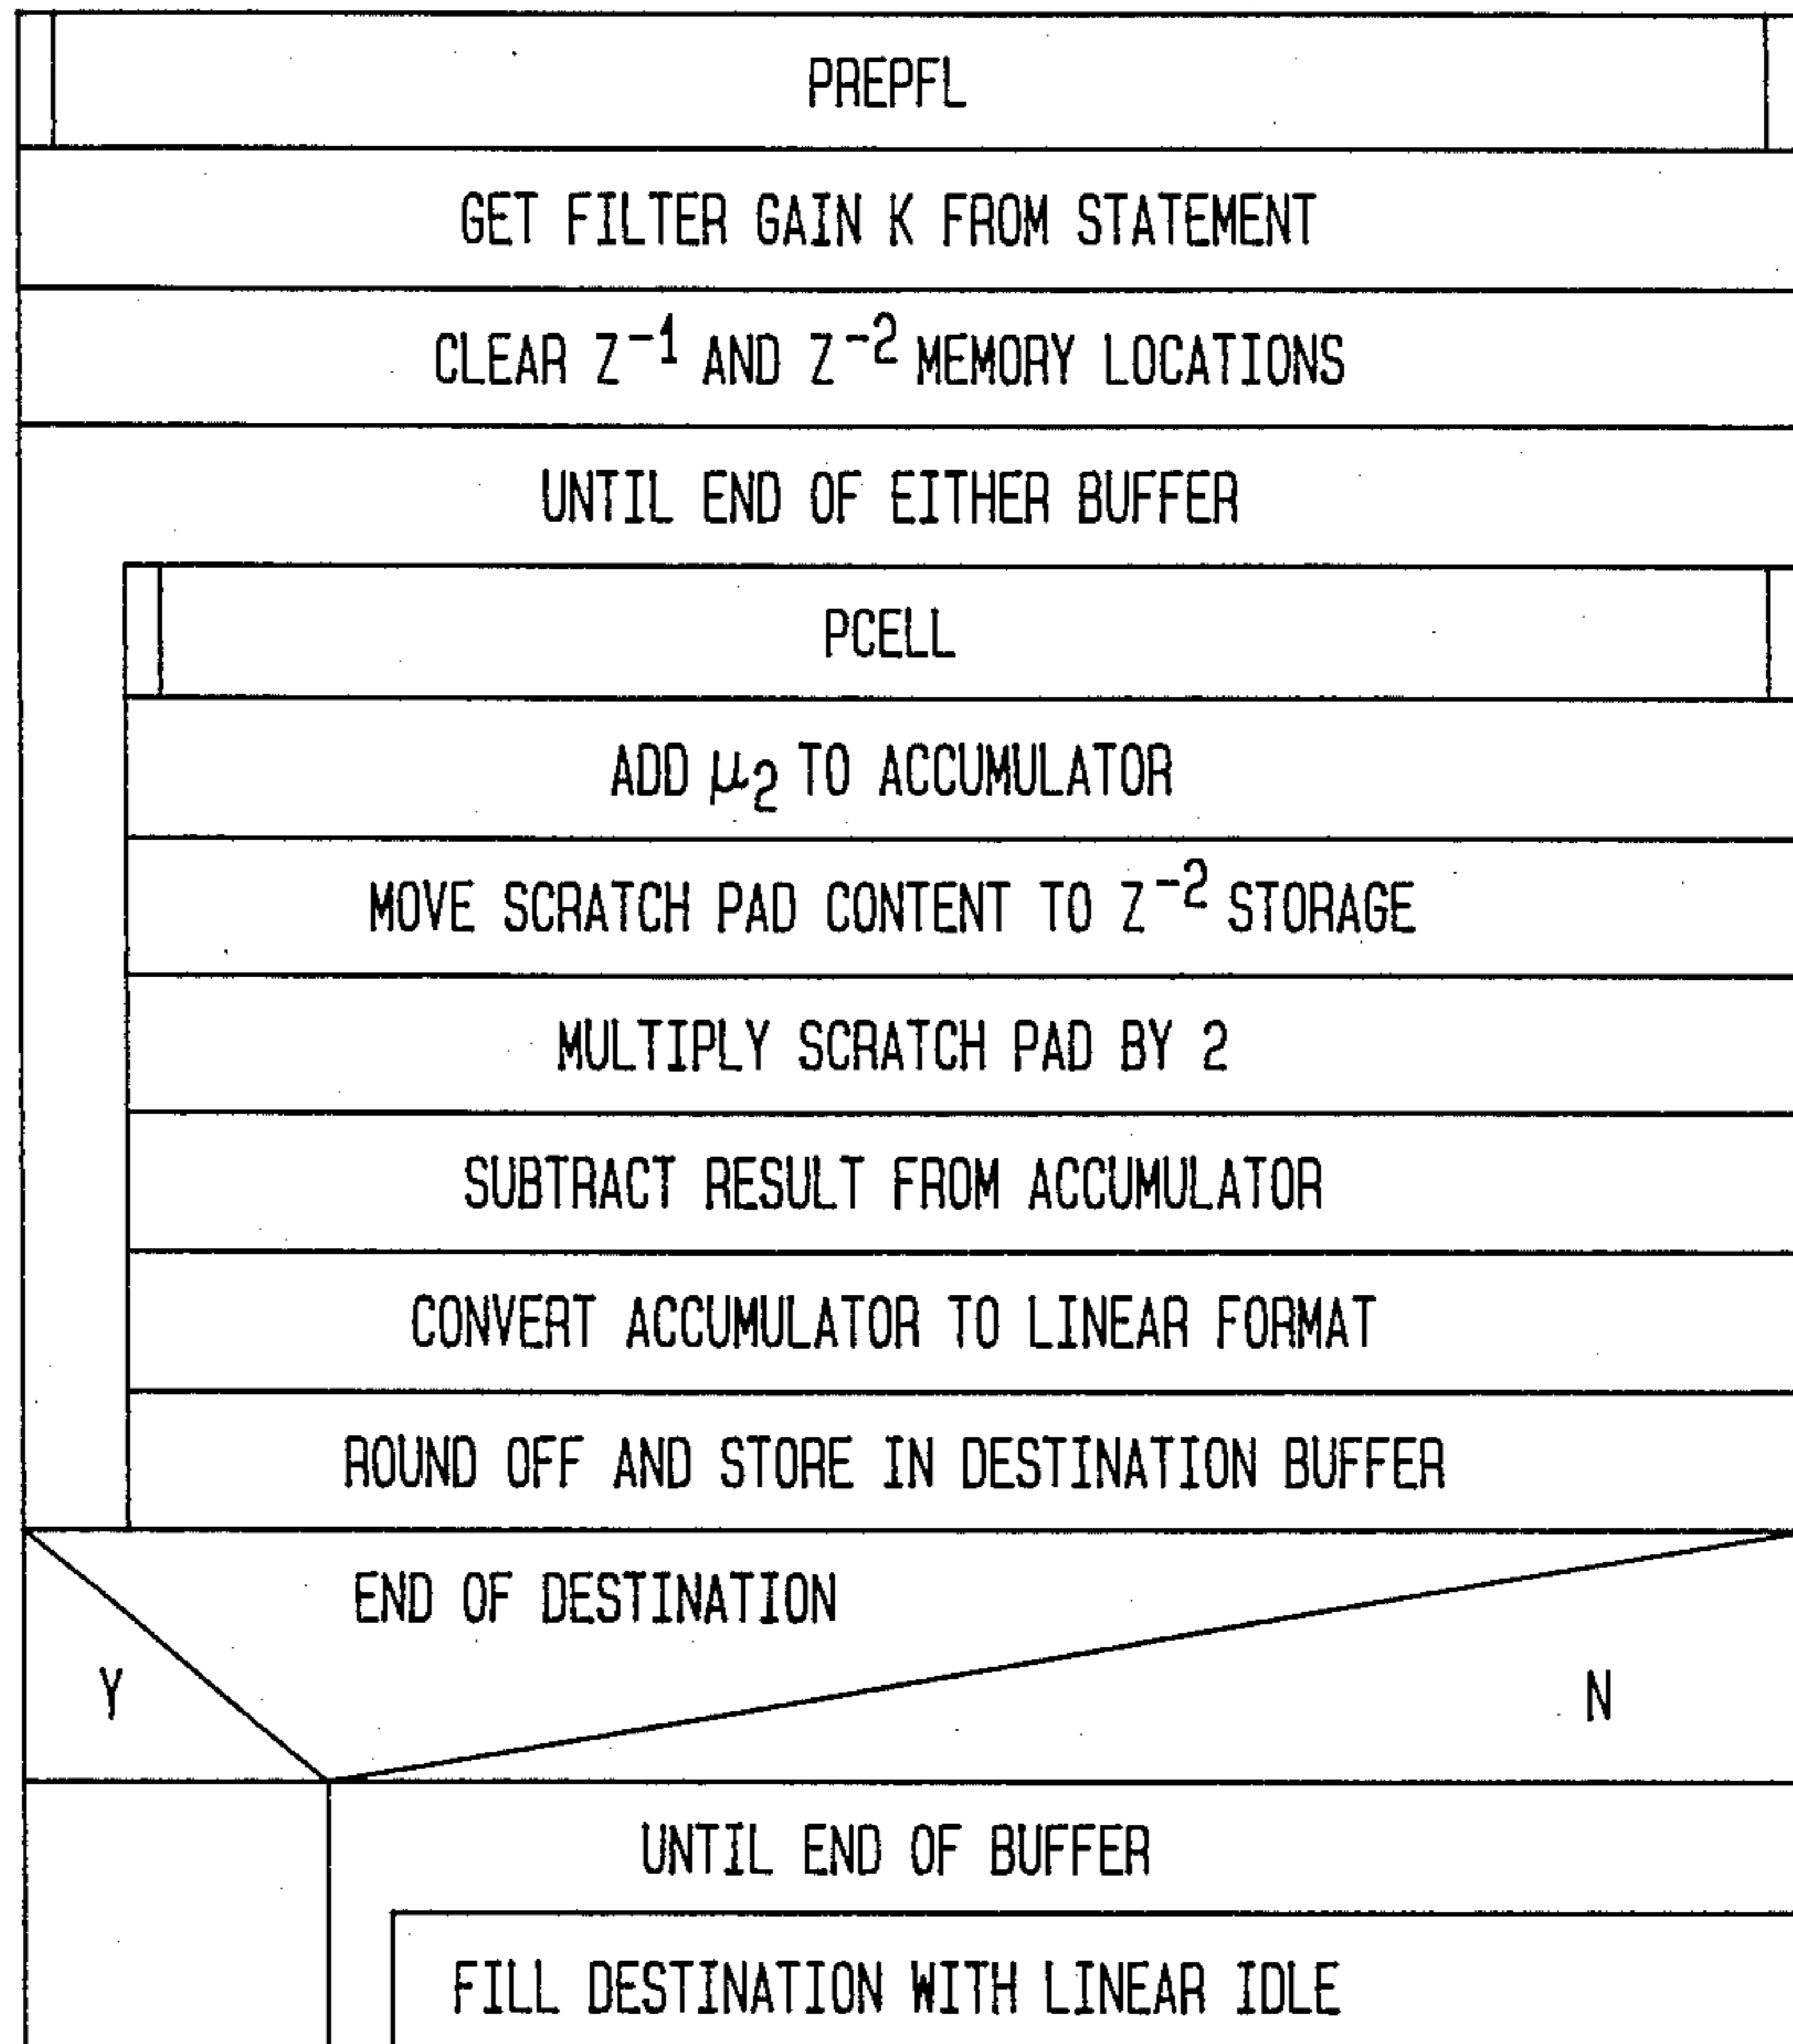 PREPFL
GET FILTER GAIN K FROM STATEMENT
CLEAR Z⁻¹ AND Z⁻² MEMORY LOCATIONS
UNTIL END OF EITHER BUFFER
PCELL
ADD μ₂ TO ACCUMULATOR
MOVE SCRATCH PAD CONTENT TO Z⁻² STORAGE
MULTIPLY SCRATCH PAD BY 2
SUBTRACT RESULT FROM ACCUMULATOR
CONVERT ACCUMULATOR TO LINEAR FORMAT
ROUND OFF AND STORE IN DESTINATION BUFFER
END OF DESTINATION
Y N
UNTIL END OF BUFFER
FILL DESTINATION WITH LINEAR IDLE